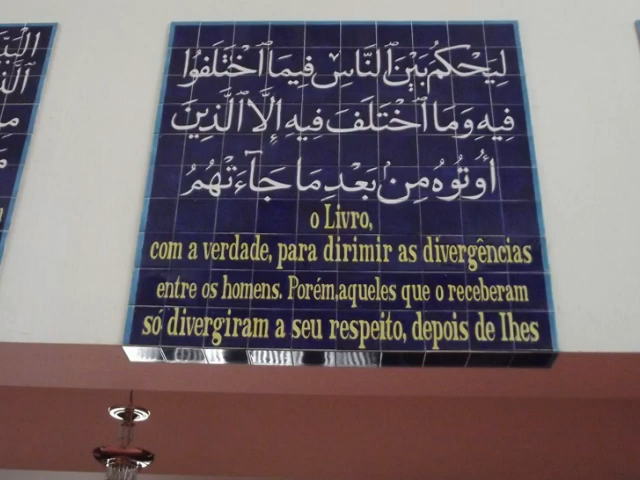 لِيَحْكُمَ بَيْنَ ٱلنَّاسِ فِيمَا ٱخْتَلَفُوا۟
فِيهِ وَمَا ٱخْتَلَفَ فِيهِ إِلَّا ٱلَّذِينَ
أُوتُوهُ مِنۢ بَعْدِ مَا جَآءَتْهُمُ
o Livro,
com a verdade, para dirimir as divergências
entre os homens. Porém,aqueles que o receberam
só divergiram a seu respeito, depois de lhes